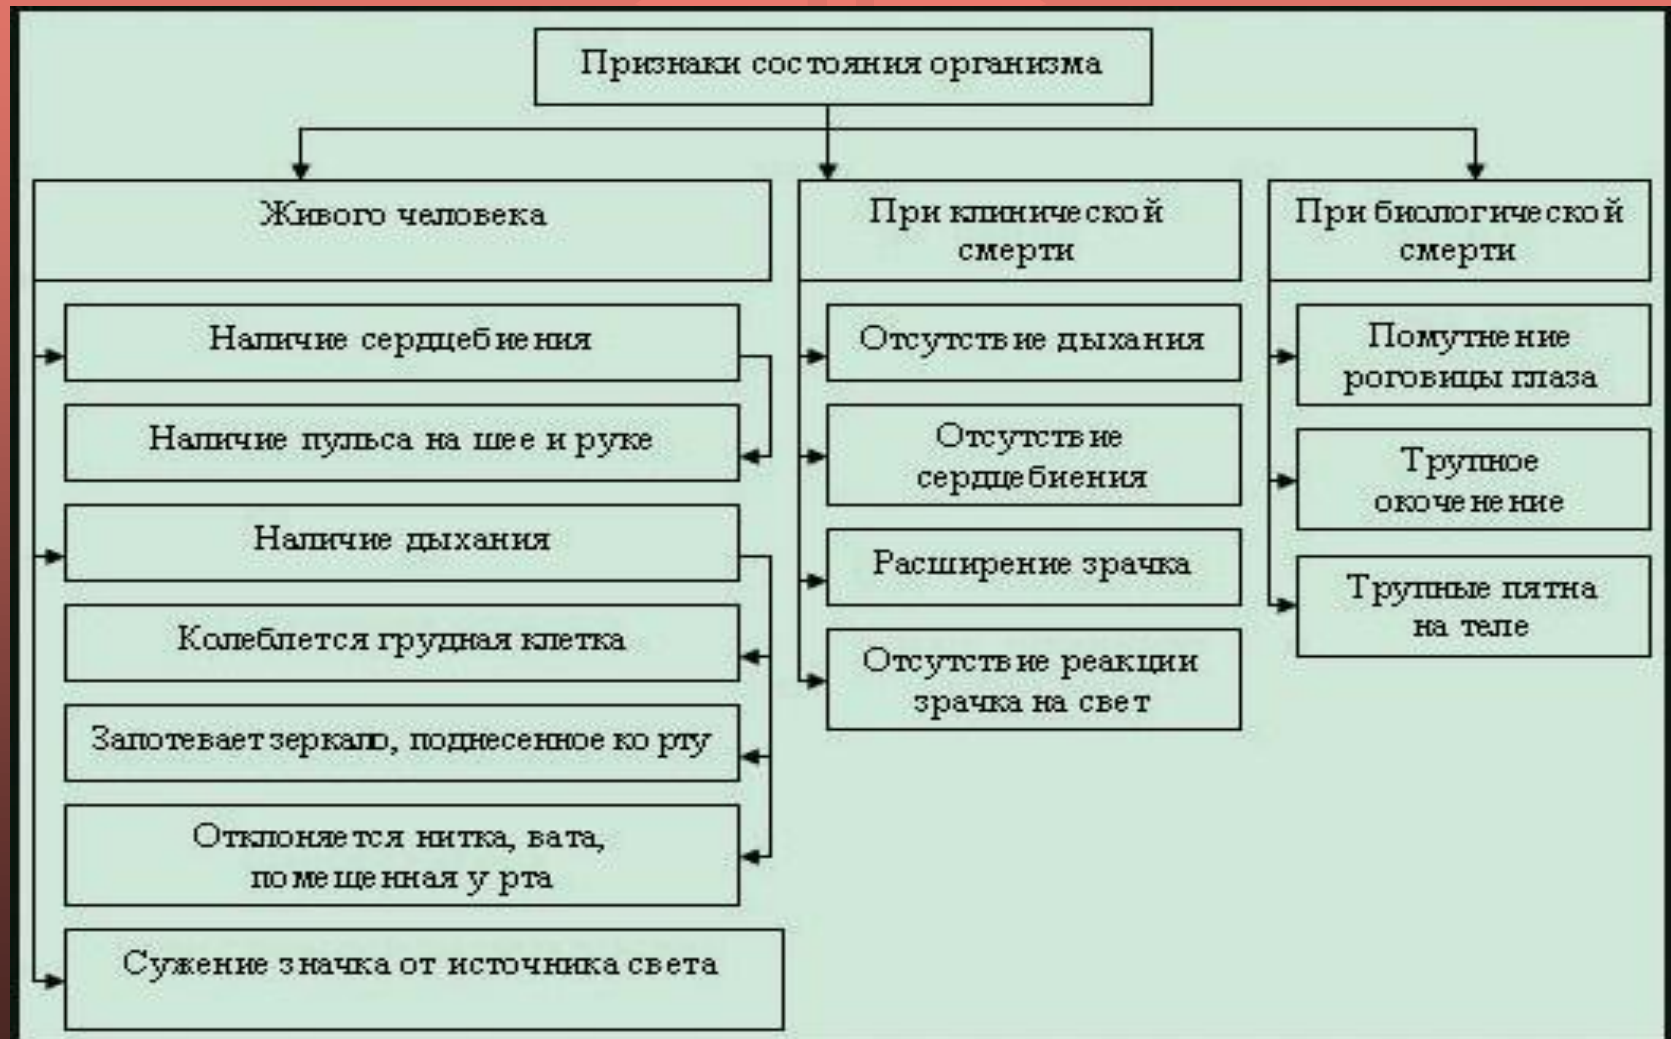 Признаки состояния организма
Живого человека
Наличие сердцебиения
Наличие пульса на шее и руке
Наличие дыхания
Колеблется грудная клетка
Запотевает зеркало, поднесенное ко рту
Отклоняется нитка, вата,
помещенная у рта
Сужение значка от источника света
При клинической
смерти
Отсутствие дыхания
Отсутствие
сердцебиения
Расширение зрачка
Отсутствие реакции
зрачка на свет
При биологической
смерти
Помутнение
роговицы глаза
Трупное
окоченение
Трупные пятна
на теле